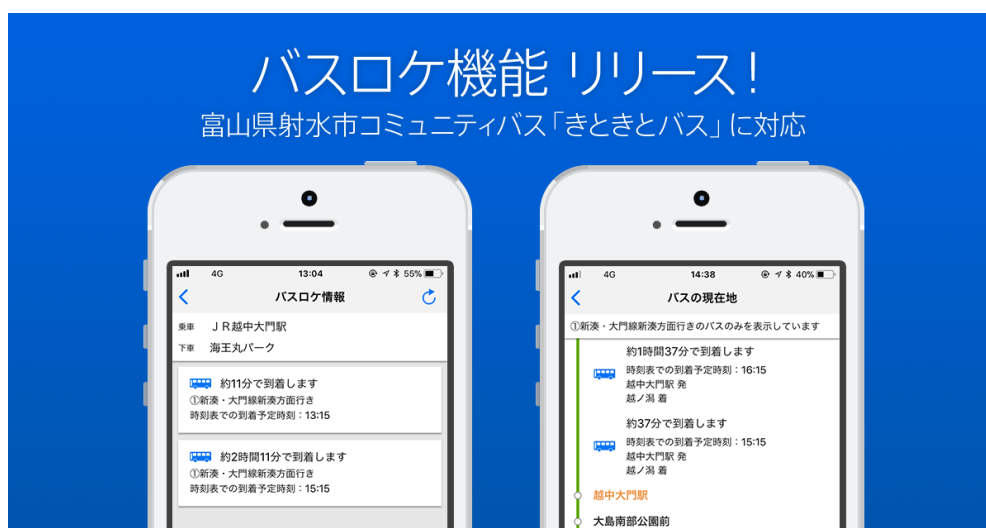 バスロケ機能 リリース!
富山県射水市コミュニティバス「きときとバス」に対応
4G 13:04 55%
バスロケ情報
乗車 JR越中大門駅
下車 海王丸パーク
約11分で到着します
①新湊・大門線新湊方面行き
時刻表での到着予定時刻：13:15
約2時間11分で到着します
①新湊・大門線新湊方面行き
時刻表での到着予定時刻：15:15
4G 14:38 40%
バスの現在地
①新湊・大門線新湊方面行きのバスのみを表示しています
約1時間37分で到着します
時刻表での到着予定時刻：16:15
越中大門駅 発
越ノ潟 着
約37分で到着します
時刻表での到着予定時刻：15:15
越中大門駅 発
越ノ潟 着
越中大門駅
大島南部公園前